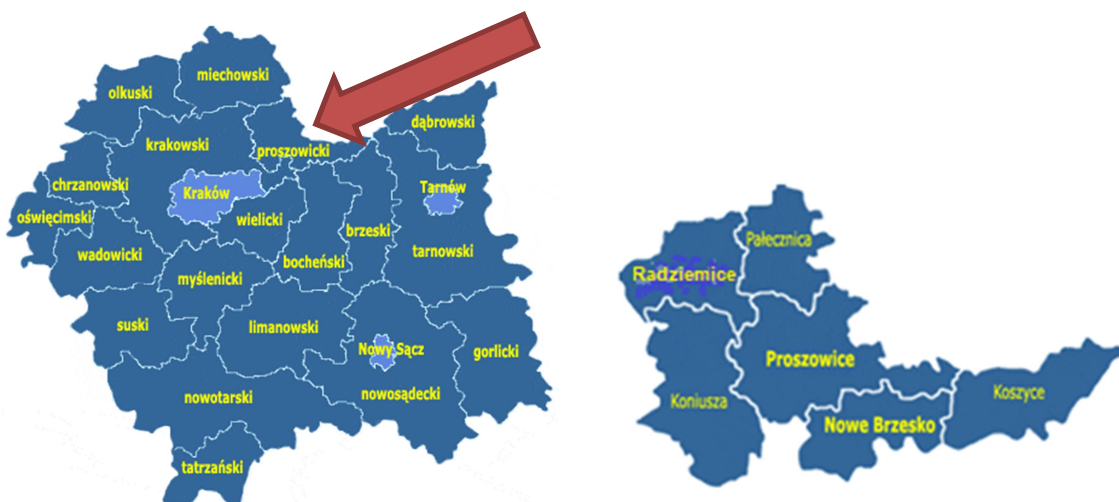 miechowski
olkuski
dąbrowski
krakowski
proszowicki
chrzanowski
Kraków
Tarnów
oświęcimski
wielicki
brzeski
wadowicki
bocheński
tarnowski
myślenicki
suski
limanowski
Nowy Sącz
gorlicki
nowotarski
nowosądecki
tatrzański
Pałecznica
Radziemice
Proszowice
Koniusza
Koszyce
Nowe Brzesko